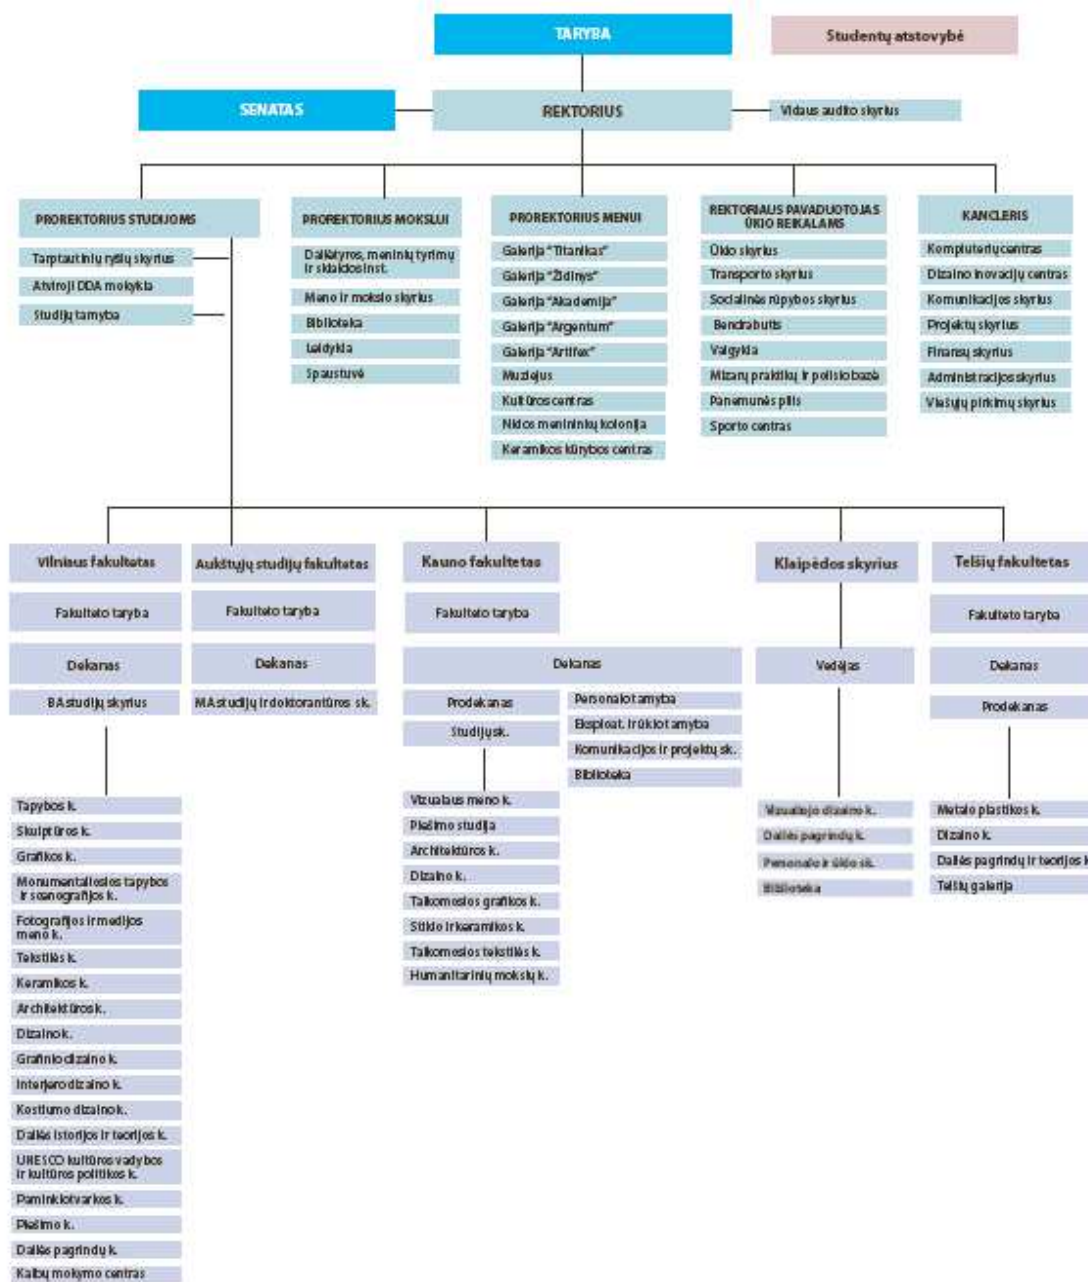 TARYBA
Studentų atstovybė
SENATAS
REKTORIUS
Vidaus audito skyrius
PROREKTORIUS STUDIJOMS
Tarptautinių ryšių skyrius
Atviroji DDA mokykla
Studijų tarnyba
PROREKTORIUS MOKSLUI
Dailėtyros, meninių tyrimų
ir sklaidos inst.
Meno ir mokslo skyrius
Biblioteka
Leidykla
Spaustuvė
PROREKTORIUS MENUI
Galerija "Titanikas"
Galerija "Židinys"
Galerija "Akademija"
Galerija "Argentum"
Galerija "Artifex"
Muziejus
Kultūros centras
Nidos menininkų kolonija
Keramikos kūrybos centras
REKTORIAUS PAVADUOTOJAS
ŪKIO REIKALAMS
Ūkio skyrius
Transporto skyrius
Socialinės rūpybos skyrius
Bendrabutis
Valgykla
Mizarų praktikų ir poilsio bazė
Panemunės pilis
Sporto centras
KANCLERIS
Kompiuterių centras
Dizaino inovacijų centras
Komunikacijos skyrius
Projektų skyrius
Finansų skyrius
Administracijos skyrius
Viešųjų pirkimų skyrius
Vilniaus fakultetas
Fakulteto taryba
Dekanas
BA studijų skyrius
Tapybos k.
Skulptūros k.
Grafikos k.
Monumentaliosios tapybos
ir scenografijos k.
Fotografijos ir medijos
meno k.
Tekstilės k.
Keramikos k.
Architektūros k.
Dizaino k.
Grafinio dizaino k.
Interjero dizaino k.
Kostiumo dizaino k.
Dailės istorijos ir teorijos k.
UNESCO kultūros vadybos
ir kultūros politikos k.
Paminklotvarkos k.
Piešimo k.
Dailės pagrindų k.
Kalbų mokymo centras
Aukštųjų studijų fakultetas
Fakulteto taryba
Dekanas
MA studijų ir doktorantūros sk.
Kauno fakultetas
Fakulteto taryba
Dekanas
Prodekanas
Studijų sk.
Personalo tarnyba
Eksploat. ir ūkio tarnyba
Komunikacijos ir projektų sk.
Biblioteka
Vizualaus meno k.
Piešimo studija
Architektūros k.
Dizaino k.
Taikomosios grafikos k.
Stiklo ir keramikos k.
Taikomosios tekstilės k.
Humanitarinių mokslų k.
Klaipėdos skyrius
Vedėjas
Vizualiojo dizaino k.
Dailės pagrindų k.
Personalo ir ūkio sk.
Biblioteka
Telšių fakultetas
Fakulteto taryba
Dekanas
Prodekanas
Metalo plastikos k.
Dizaino k.
Dailės pagrindų ir teorijos k.
Telšių galerija